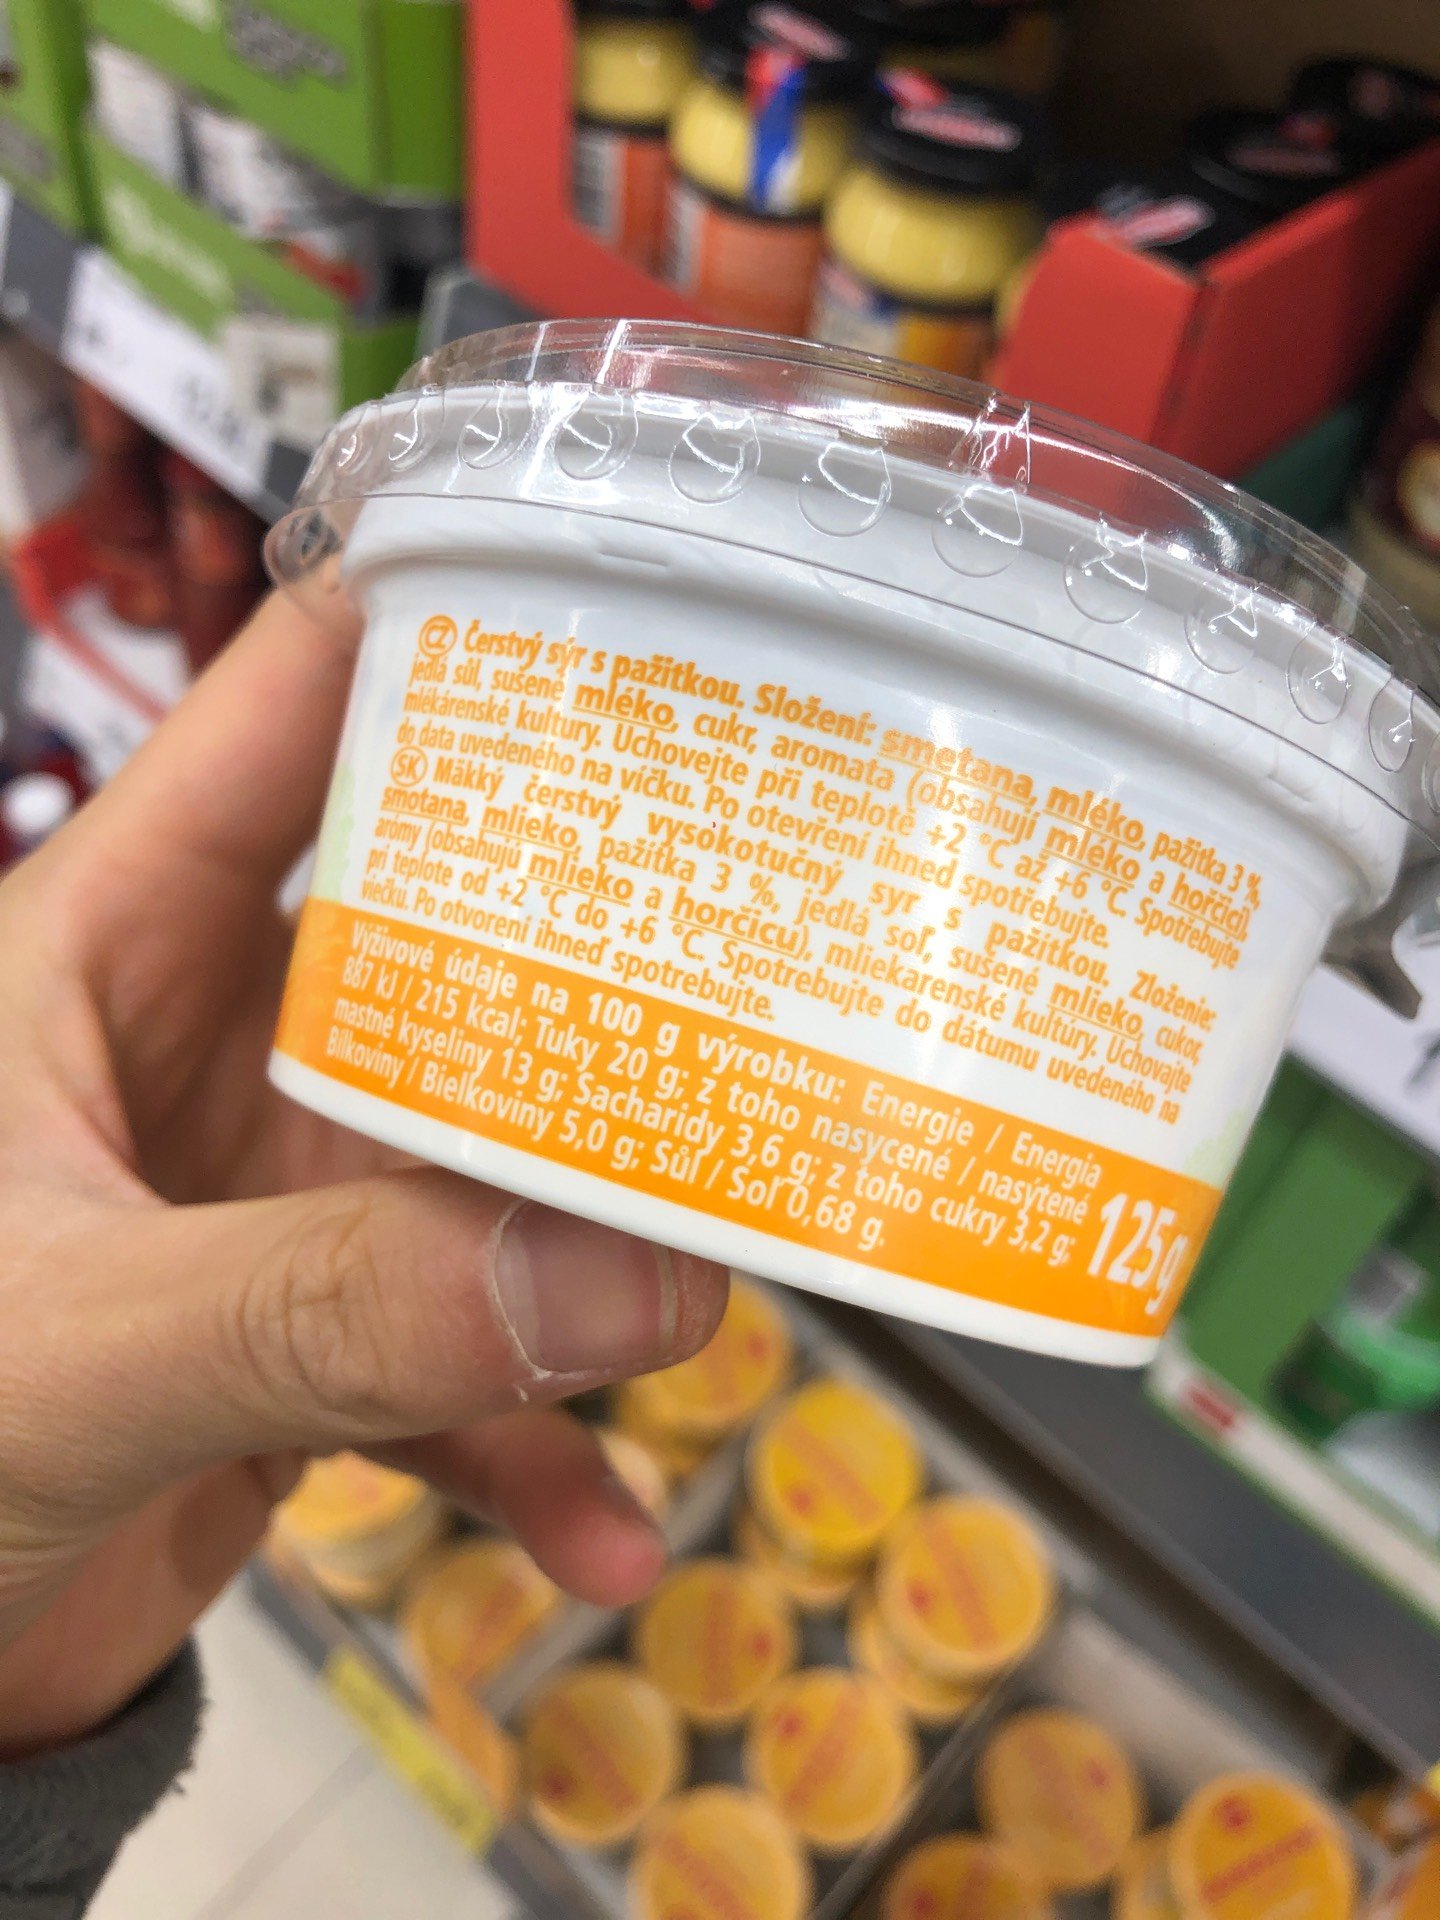 CZ Čerstvý sýr s pažitkou. Složení: smetana, mléko, pažitka 3 %,
jedlá sůl, sušené mléko, cukr, aromata (obsahují mléko a hořčici),
mlékárenské kultury. Uchovejte při teplotě +2 °C až +6 °C. Spotřebujte
do data uvedeného na víčku. Po otevření ihned spotřebujte.
SK Mäkký čerstvý vysokotučný syr s pažítkou. Zloženie:
smotana, mlieko, pažítka 3 %, jedlá soľ, sušené mlieko, cukor,
arómy (obsahujú mlieko a horčicu), mliekarenské kultúry. Uchovajte
pri teplote od +2 °C do +6 °C. Spotrebujte do dátumu uvedeného na
viečku. Po otvorení ihneď spotrebujte.
Výživové údaje na 100 g výrobku: Energie / Energia
887 kJ / 215 kcal; Tuky 20 g; z toho nasycené / nasýtené
mastné kyseliny 13 g; Sacharidy 3,6 g; z toho cukry 3,2 g;
Bílkoviny / Bielkoviny 5,0 g; Sůl / Soľ 0,68 g.
125 g